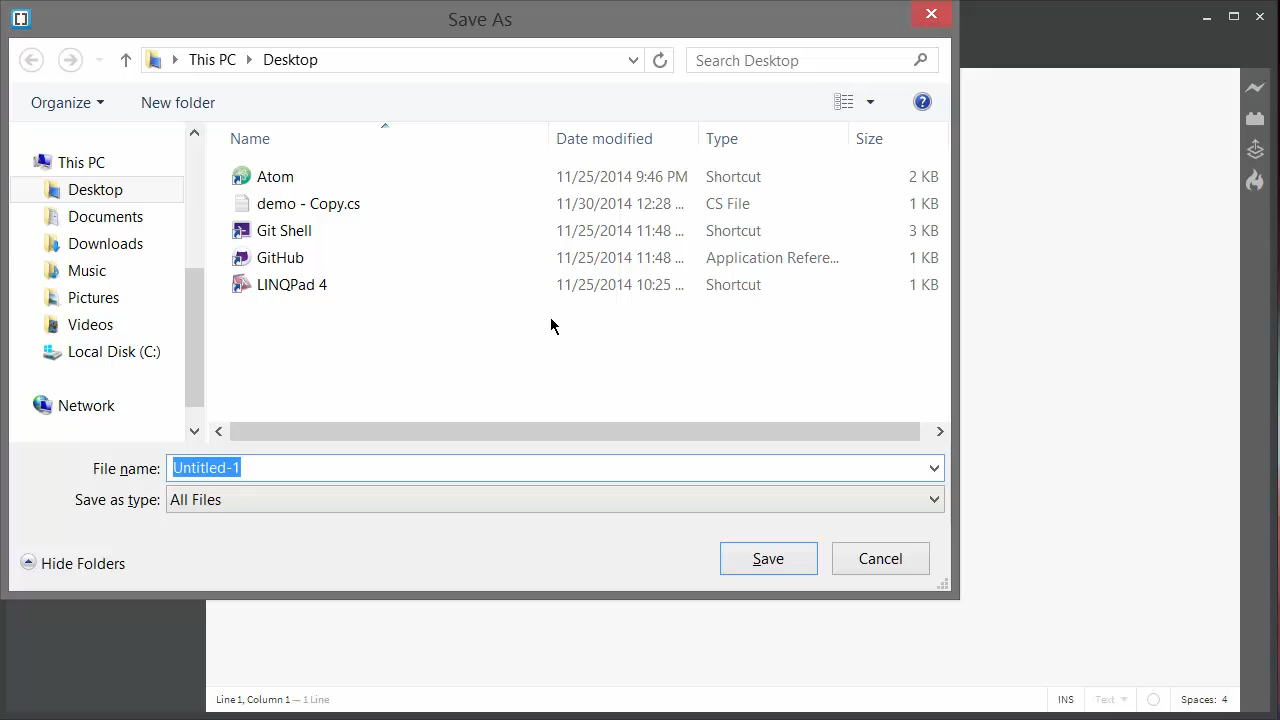 Save As
This PC Desktop
Search Desktop
Organize New folder
Name Date modified Type Size
This PC
Desktop
Documents
Downloads
Music
Pictures
Videos
Local Disk (C:)
Network
Atom 11/25/2014 9:46 PM Shortcut 2 KB
demo - Copy.cs 11/30/2014 12:28 ... CS File 1 KB
Git Shell 11/25/2014 11:48 ... Shortcut 3 KB
GitHub 11/25/2014 11:48 ... Application Refere... 1 KB
LINQPad 4 11/25/2014 10:25 ... Shortcut 1 KB
File name: Untitled-1
Save as type: All Files
Hide Folders Save Cancel
Line 1, Column 1 — 1 Line INS Text Spaces: 4